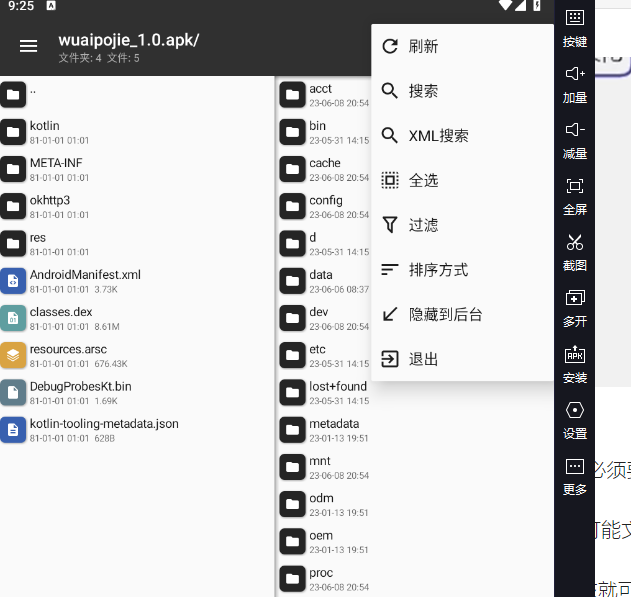 9:25
wuaipojie_1.0.apk/
文件夹: 4 文件: 5
..
kotlin
81-01-01 01:01
META-INF
81-01-01 01:01
okhttp3
81-01-01 01:01
res
81-01-01 01:01
AndroidManifest.xml
81-01-01 01:01 3.73K
classes.dex
81-01-01 01:01 8.61M
resources.arsc
81-01-01 01:01 676.43K
DebugProbesKt.bin
81-01-01 01:01 1.69K
kotlin-tooling-metadata.json
81-01-01 01:01 628B
acct
23-06-08 20:54
bin
23-05-31 14:15
cache
23-06-08 20:54
config
23-06-08 20:54
d
23-05-31 14:15
data
23-06-06 08:37
dev
23-06-08 20:54
etc
23-05-31 14:15
lost+found
23-05-31 14:15
metadata
23-01-13 19:51
mnt
23-06-08 20:54
odm
23-01-13 19:51
oem
23-01-13 19:51
proc
23-06-08 20:54
刷新
搜索
XML搜索
全选
过滤
排序方式
隐藏到后台
退出
按键
加量
减量
全屏
截图
多开
APK
安装
设置
更多
必须
可能
就可